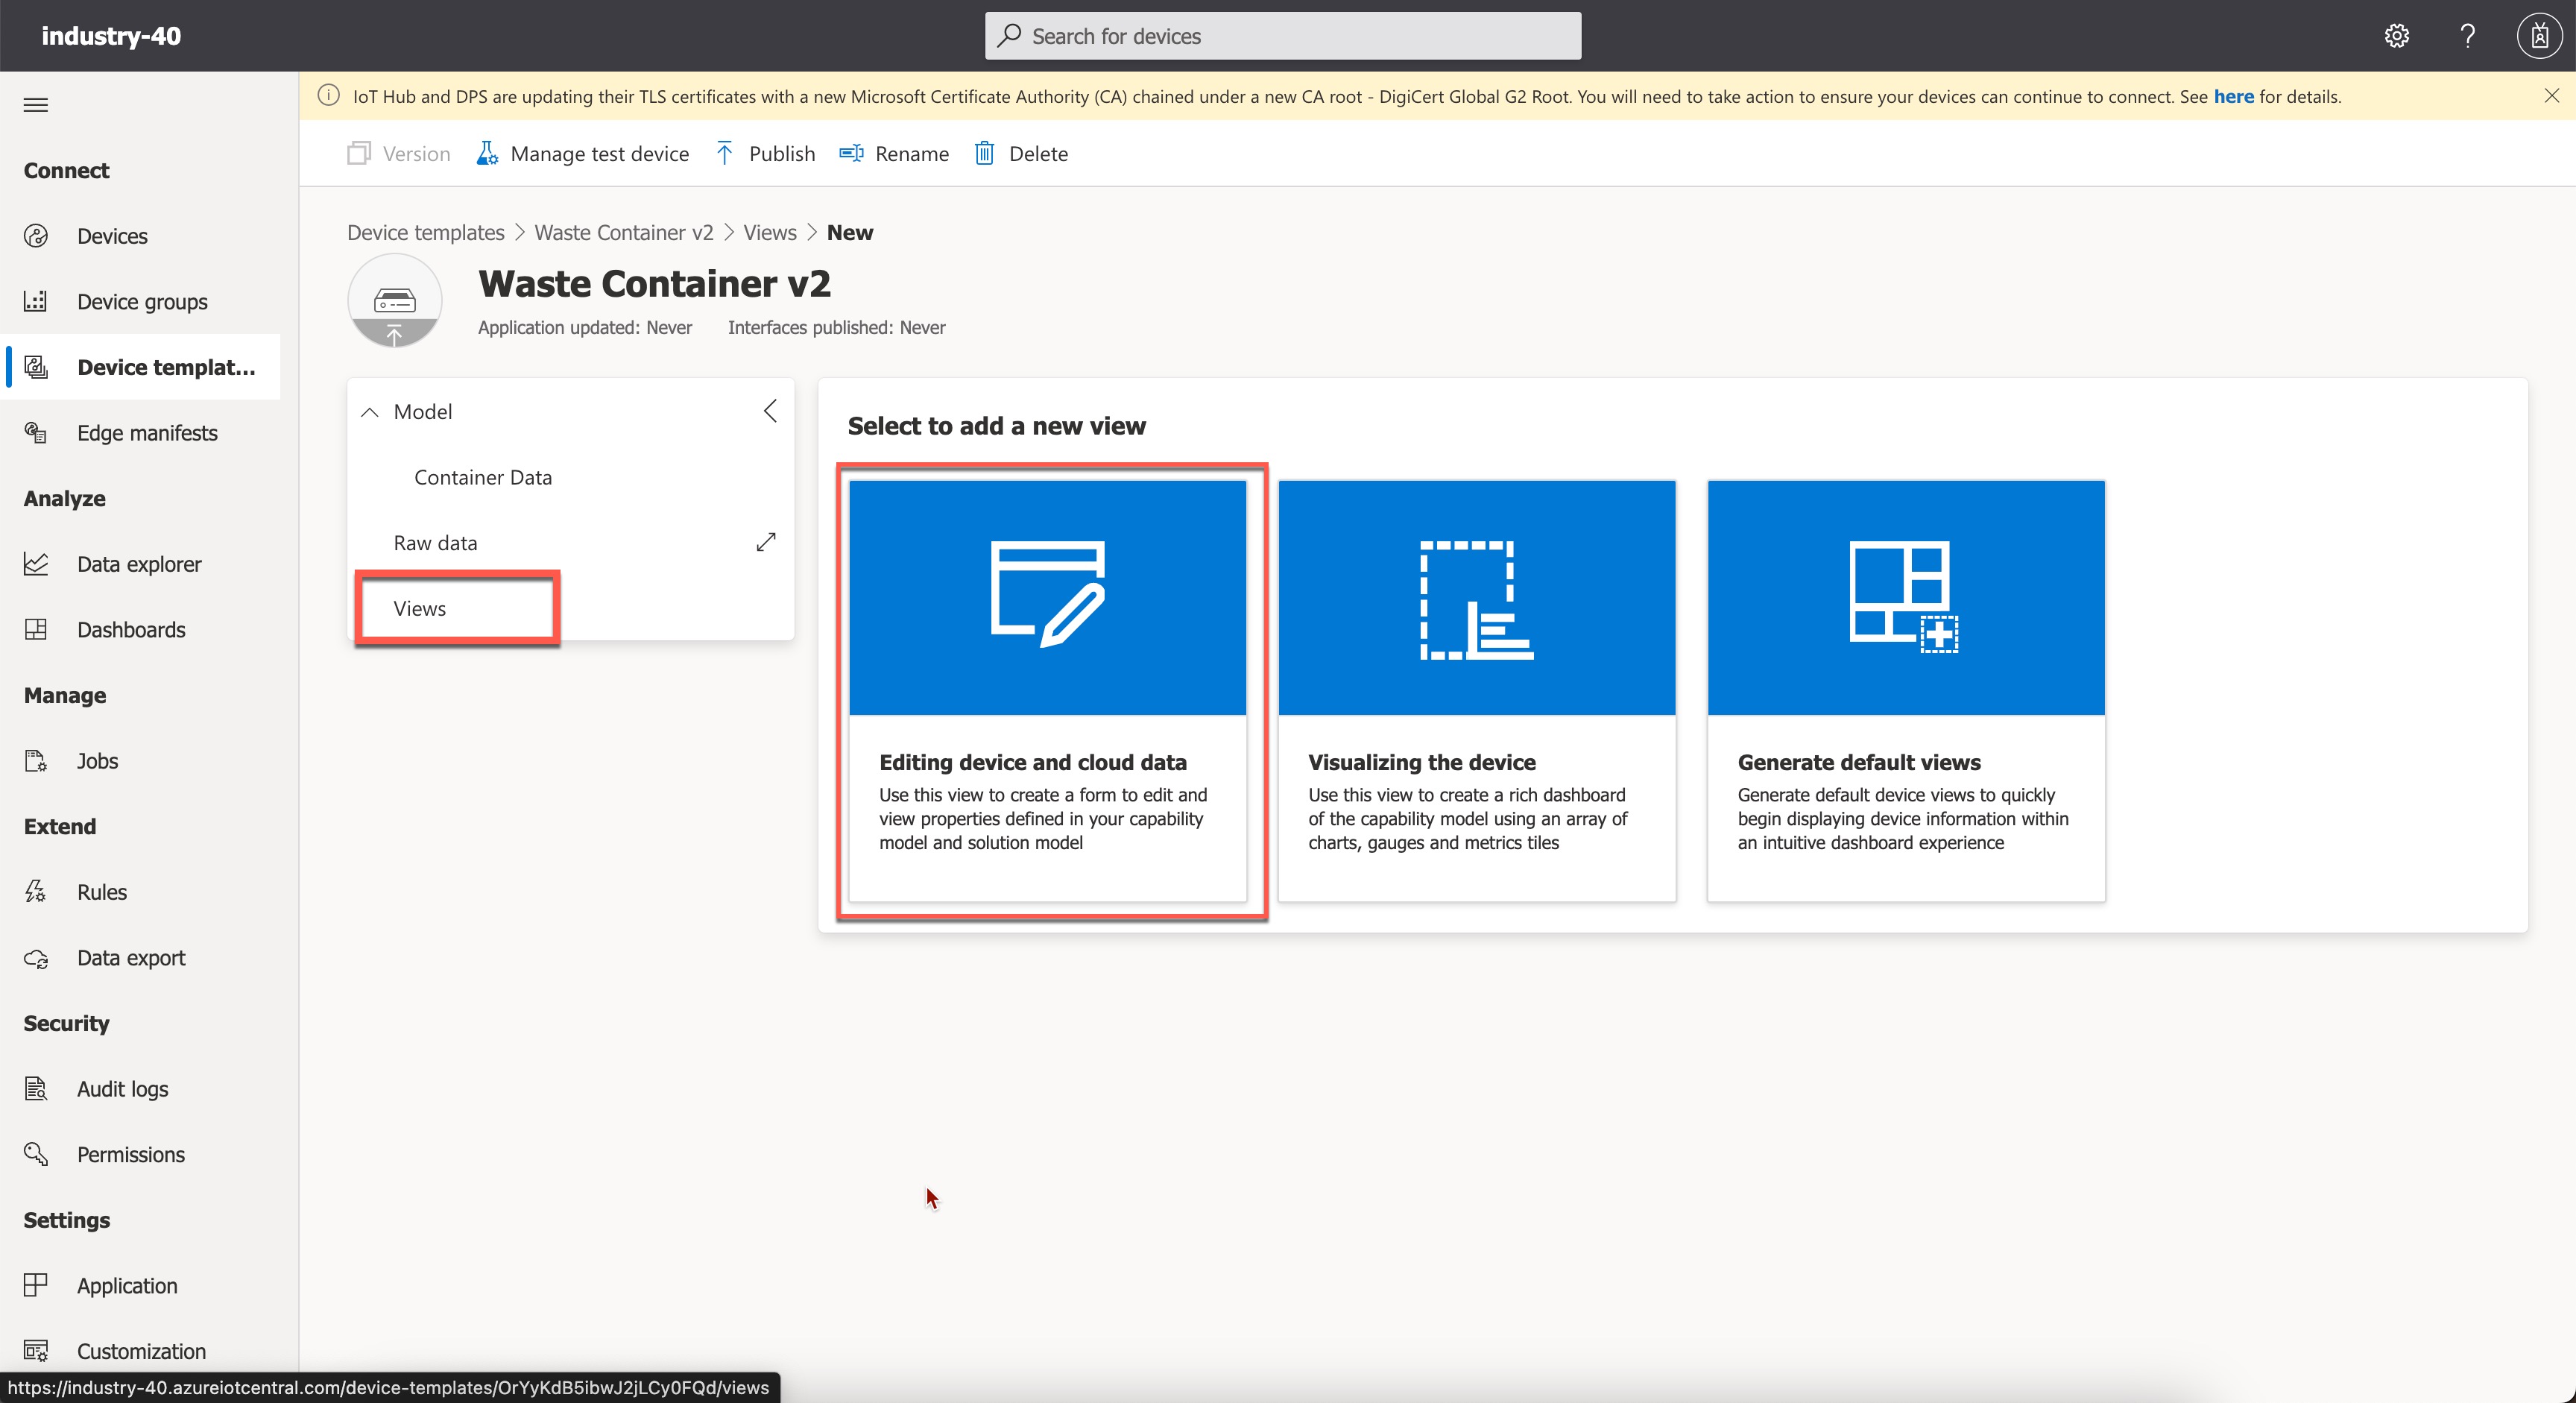 industry-40
Search for devices
IoT Hub and DPS are updating their TLS certificates with a new Microsoft Certificate Authority (CA) chained under a new CA root - DigiCert Global G2 Root. You will need to take action to ensure your devices can continue to connect. See here for details.
Version
Manage test device
Publish
Rename
Delete
Connect
Devices
Device groups
Device templat...
Edge manifests
Analyze
Data explorer
Dashboards
Manage
Jobs
Extend
Rules
Data export
Security
Audit logs
Permissions
Settings
Application
Customization
Device templates > Waste Container v2 > Views > New
Waste Container v2
Application updated: Never
Interfaces published: Never
Model
Container Data
Raw data
Views
Select to add a new view
Editing device and cloud data
Use this view to create a form to edit and
view properties defined in your capability
model and solution model
Visualizing the device
Use this view to create a rich dashboard
of the capability model using an array of
charts, gauges and metrics tiles
Generate default views
Generate default device views to quickly
begin displaying device information within
an intuitive dashboard experience
https://industry-40.azureiotcentral.com/device-templates/OrYyKdB5ibwJ2jLCy0FQd/views